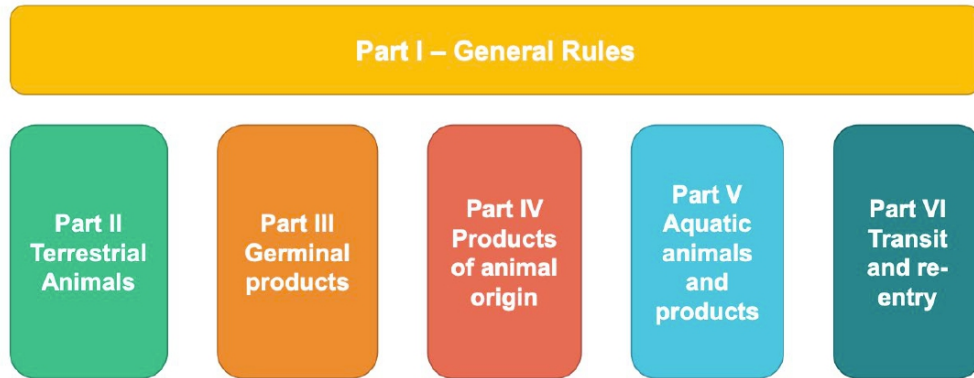 Part I – General Rules
Part II
Terrestrial
Animals
Part III
Germinal
products
Part IV
Products
of animal
origin
Part V
Aquatic
animals
and
products
Part VI
Transit
and re-
entry